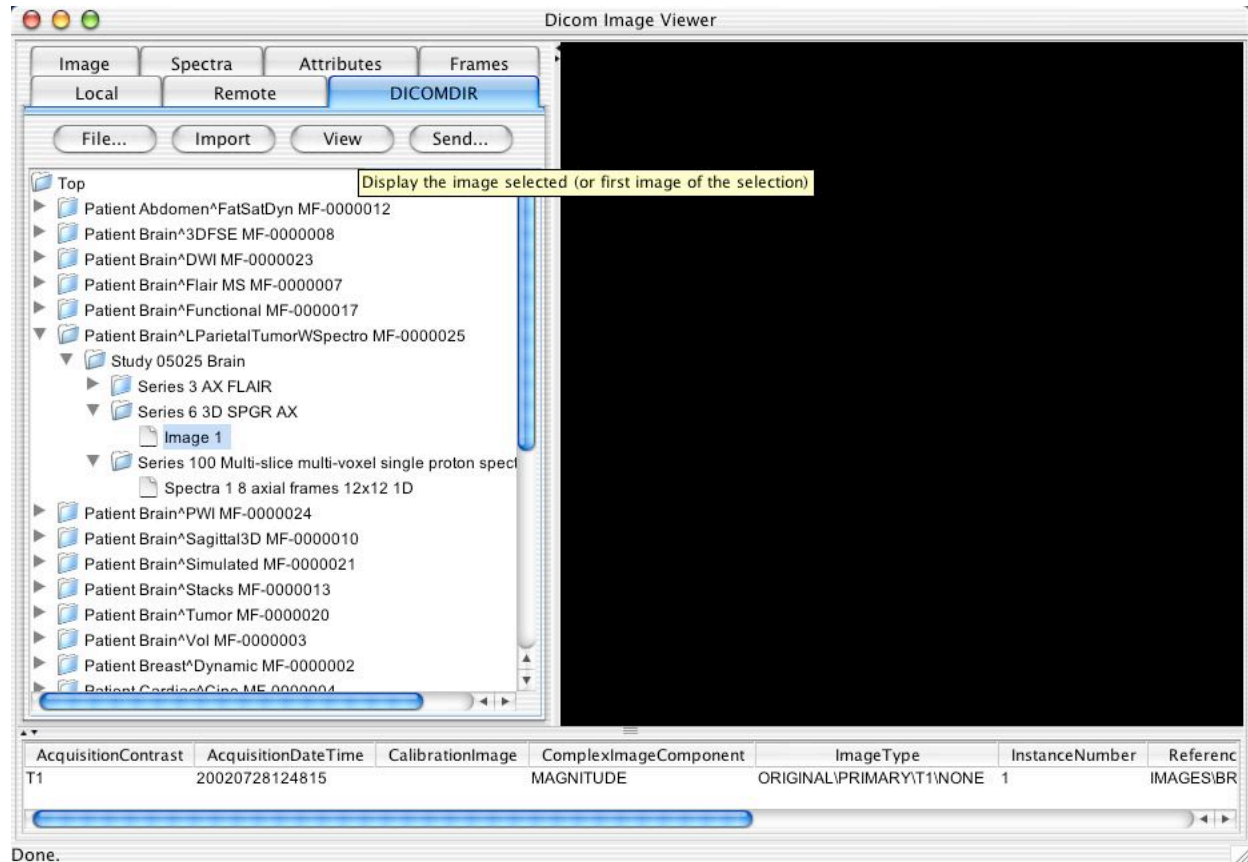 Dicom Image Viewer
Image Spectra Attributes Frames
Local Remote DICOMDIR
File... Import View Send...
Display the image selected (or first image of the selection)
Top
Patient Abdomen^FatSatDyn MF-0000012
Patient Brain^3DFSE MF-0000008
Patient Brain^DWI MF-0000023
Patient Brain^Flair MS MF-0000007
Patient Brain^Functional MF-0000017
Patient Brain^LParietalTumorWSpectro MF-0000025
Study 05025 Brain
Series 3 AX FLAIR
Series 6 3D SPGR AX
Image 1
Series 100 Multi-slice multi-voxel single proton spect
Spectra 1 8 axial frames 12x12 1D
Patient Brain^PWI MF-0000024
Patient Brain^Sagittal3D MF-0000010
Patient Brain^Simulated MF-0000021
Patient Brain^Stacks MF-0000013
Patient Brain^Tumor MF-0000020
Patient Brain^Vol MF-0000003
Patient Breast^Dynamic MF-0000002
Patient Cardiac^Cine MF-0000004
AcquisitionContrast AcquisitionDateTime CalibrationImage ComplexImageComponent ImageType InstanceNumber Referenc
T1 20020728124815 MAGNITUDE ORIGINAL\PRIMARY\T1\NONE 1 IMAGES\BR
Done.